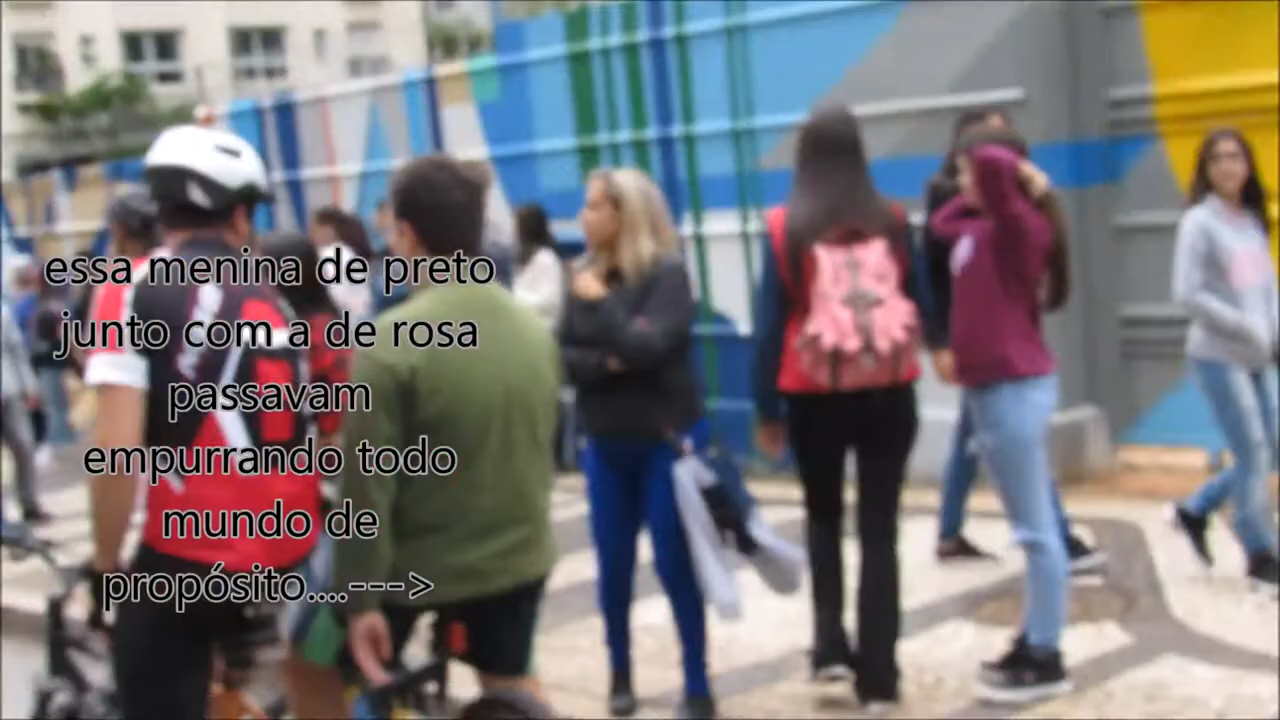 essa menina de preto
junto com a de rosa
passavam
empurrando todo
mundo de
propósito....--->